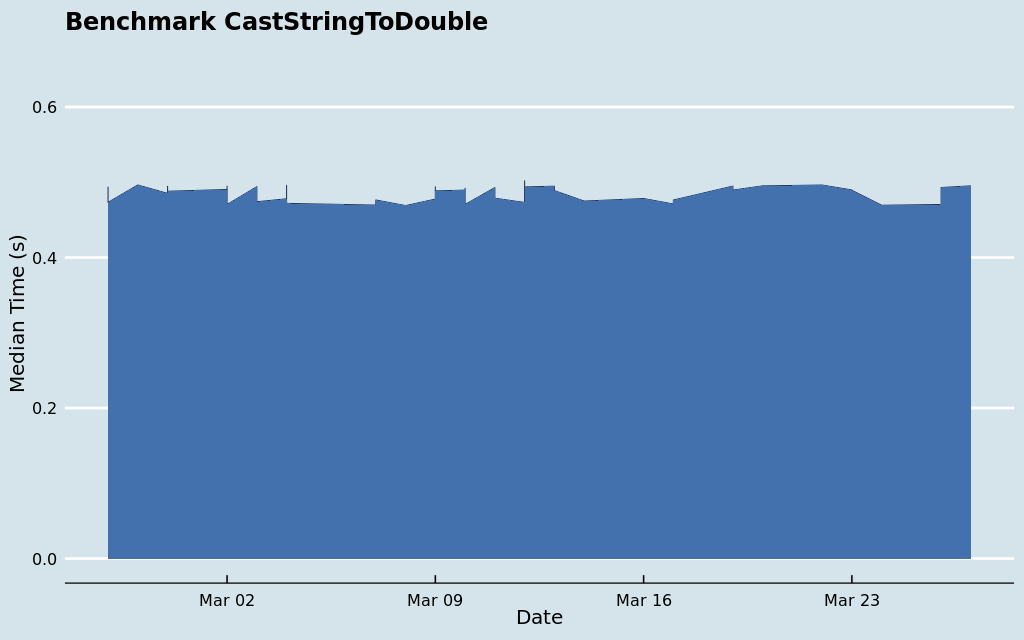 Benchmark CastStringToDouble
0.6
0.4
0.2
0.0
Median Time (s)
Mar 02
Mar 09
Mar 16
Mar 23
Date